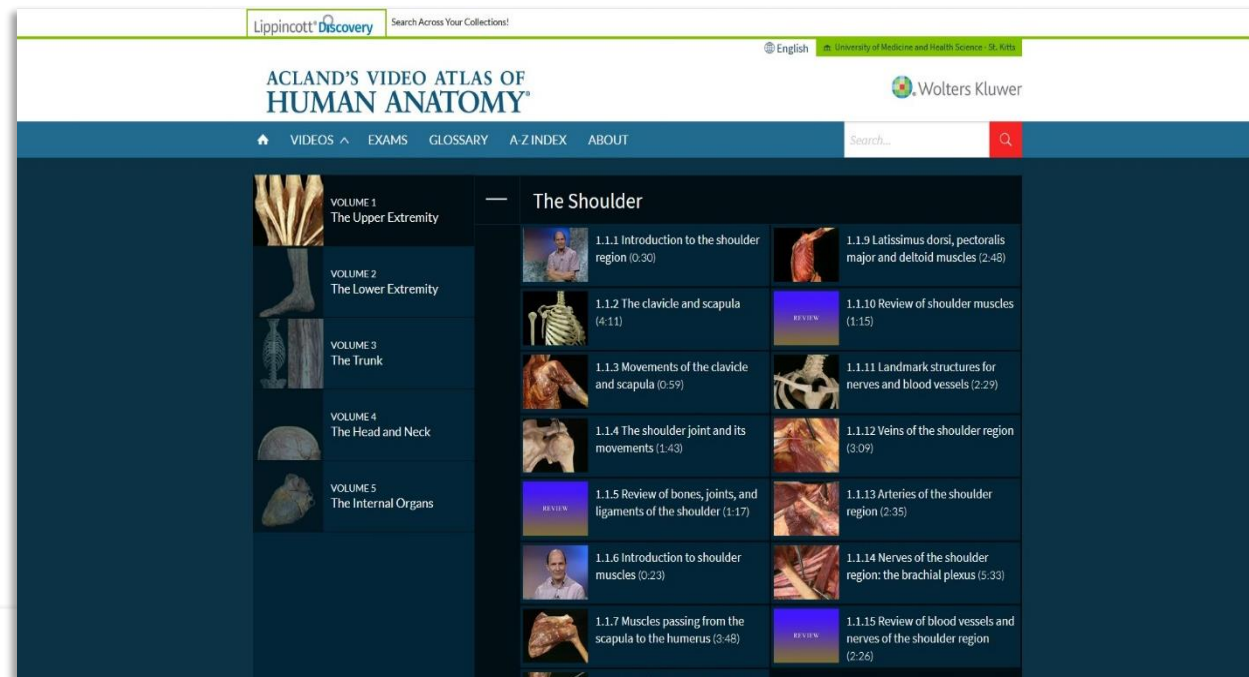 Lippincott® Discovery
Search Across Your Collections!
English
University of Medicine and Health Science - St. Kitts
ACLAND'S VIDEO ATLAS OF
HUMAN ANATOMY®
Wolters Kluwer
VIDEOS
EXAMS
GLOSSARY
A-Z INDEX
ABOUT
Search...
VOLUME 1
The Upper Extremity
VOLUME 2
The Lower Extremity
VOLUME 3
The Trunk
VOLUME 4
The Head and Neck
VOLUME 5
The Internal Organs
The Shoulder
1.1.1 Introduction to the shoulder
region (0:30)
1.1.2 The clavicle and scapula
(4:11)
1.1.3 Movements of the clavicle
and scapula (0:59)
1.1.4 The shoulder joint and its
movements (1:43)
REVIEW
1.1.5 Review of bones, joints, and
ligaments of the shoulder (1:17)
1.1.6 Introduction to shoulder
muscles (0:23)
1.1.7 Muscles passing from the
scapula to the humerus (3:48)
1.1.9 Latissimus dorsi, pectoralis
major and deltoid muscles (2:48)
REVIEW
1.1.10 Review of shoulder muscles
(1:15)
1.1.11 Landmark structures for
nerves and blood vessels (2:29)
1.1.12 Veins of the shoulder region
(3:09)
1.1.13 Arteries of the shoulder
region (2:35)
1.1.14 Nerves of the shoulder
region: the brachial plexus (5:33)
REVIEW
1.1.15 Review of blood vessels and
nerves of the shoulder region
(2:26)